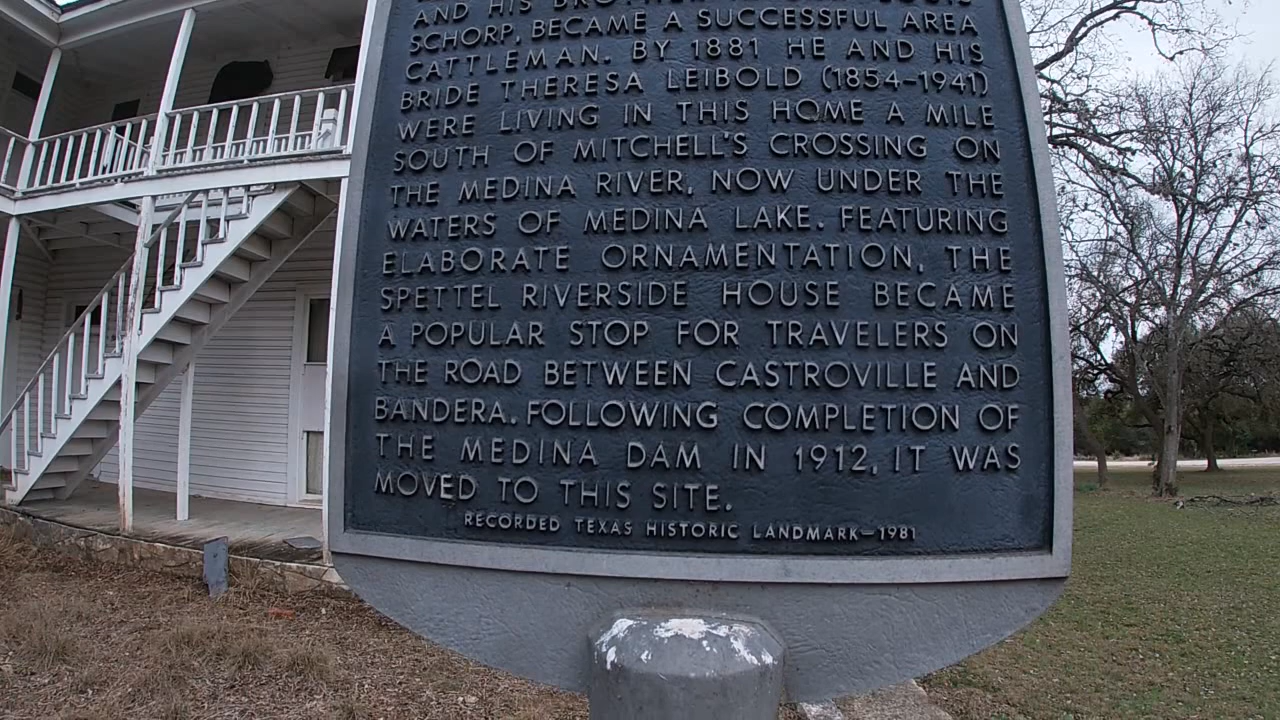 AND HIS
SCHORP, BECAME A SUCCESSFUL AREA
CATTLEMAN. BY 1881 HE AND HIS
BRIDE THERESA LEIBOLD (1854-1941)
WERE LIVING IN THIS HOME A MILE
SOUTH OF MITCHELL'S CROSSING ON
THE MEDINA RIVER, NOW UNDER THE
WATERS OF MEDINA LAKE. FEATURING
ELABORATE ORNAMENTATION, THE
SPETTEL RIVERSIDE HOUSE BECAME
A POPULAR STOP FOR TRAVELERS ON
THE ROAD BETWEEN CASTROVILLE AND
BANDERA. FOLLOWING COMPLETION OF
THE MEDINA DAM IN 1912, IT WAS
MOVED TO THIS SITE.
RECORDED TEXAS HISTORIC LANDMARK-1981